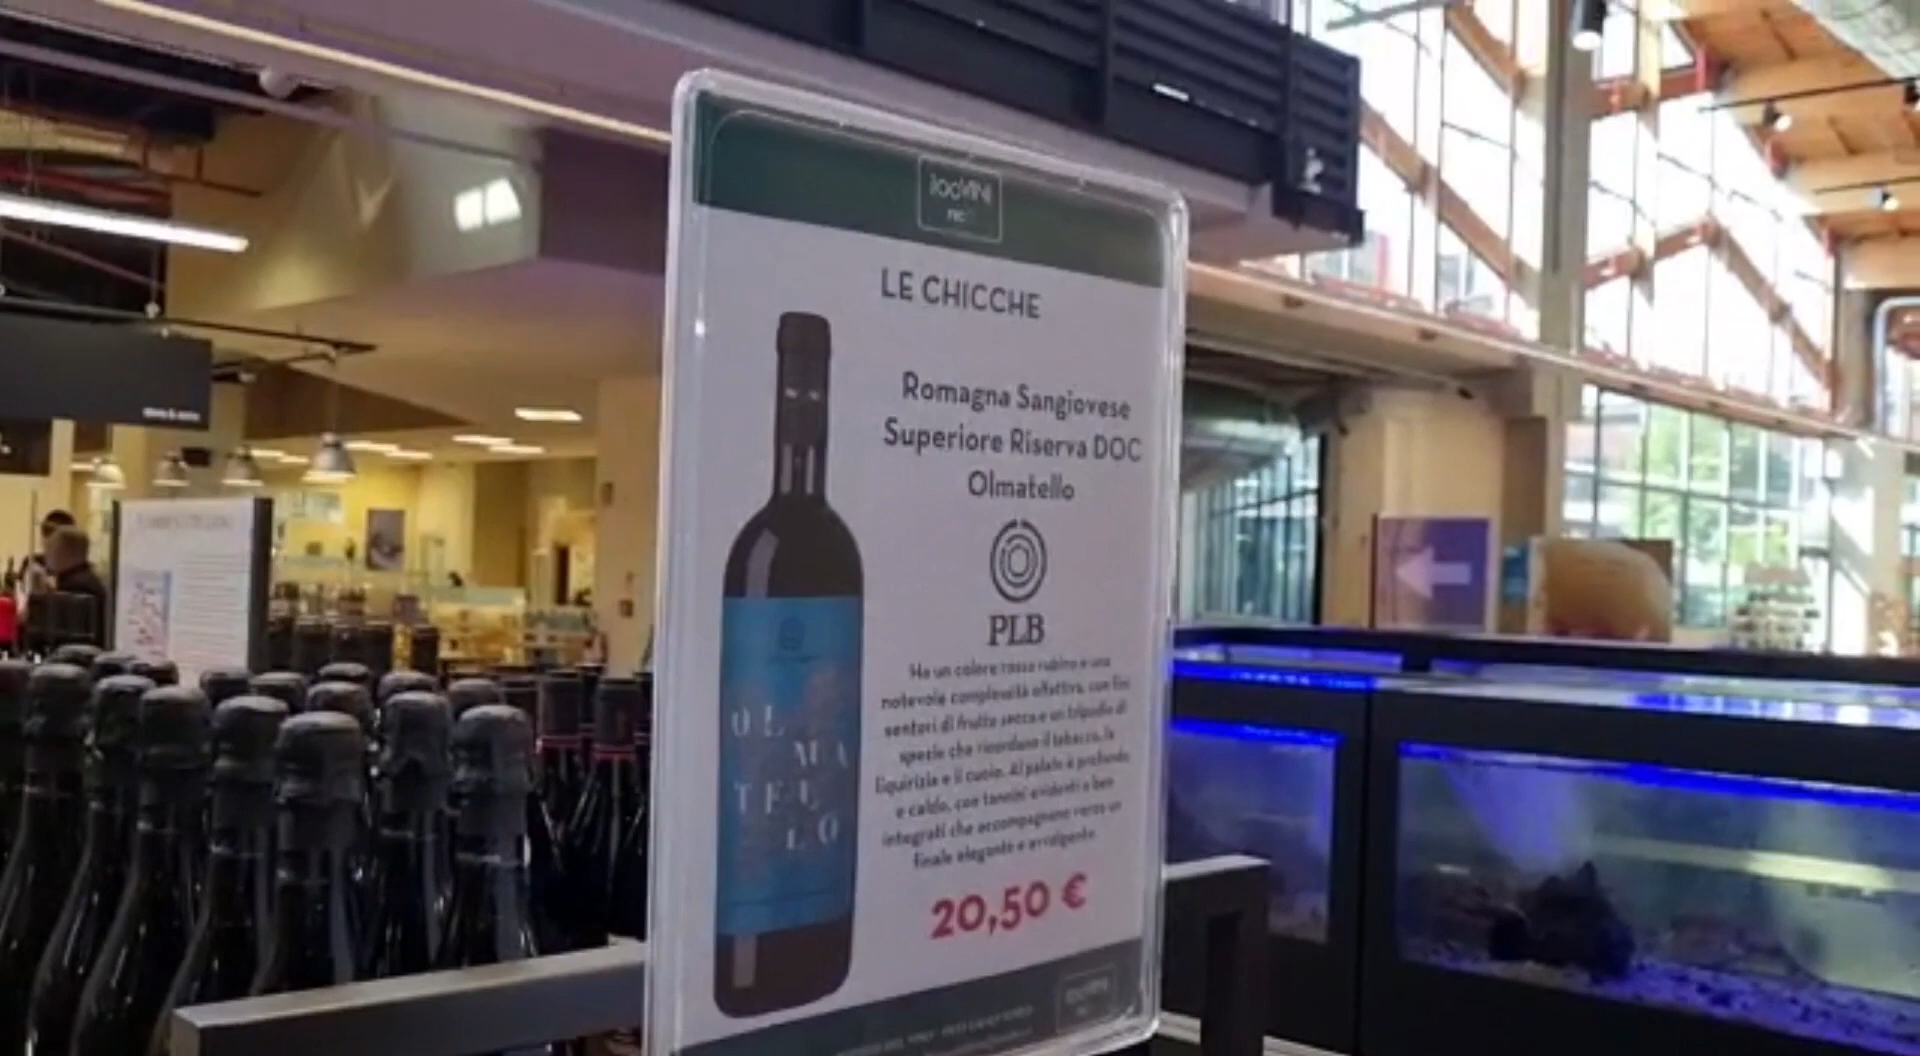 100VINI
LE CHICCHE
Romagna Sangiovese
Superiore Riserva DOC
Olmatello
PLB
Ha un colore rosso rubino e una
notevole complessità olfattiva, con fini
sentori di frutta secca e un tripudio di
spezie che ricordano il tabacco, la
liquirizia e il cuoio. Al palato è profondo
e caldo, con tannini evidenti e ben
integrati che accompagnano verso un
finale elegante e avvolgente.
20,50 €
OL
MA
TEL
LO
100VINI